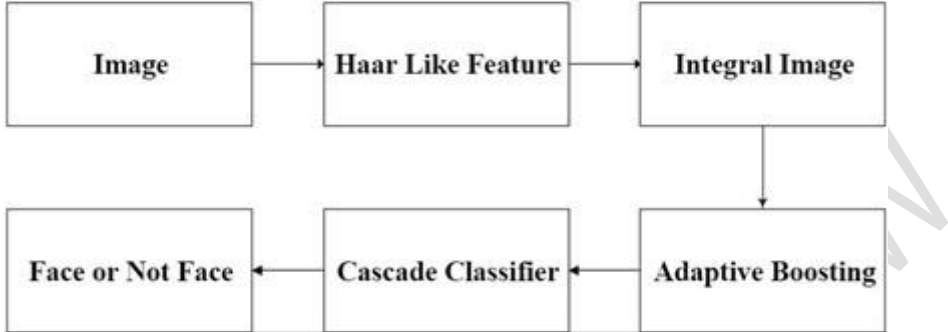 Image
Haar Like Feature
Integral Image
Adaptive Boosting
Cascade Classifier
Face or Not Face